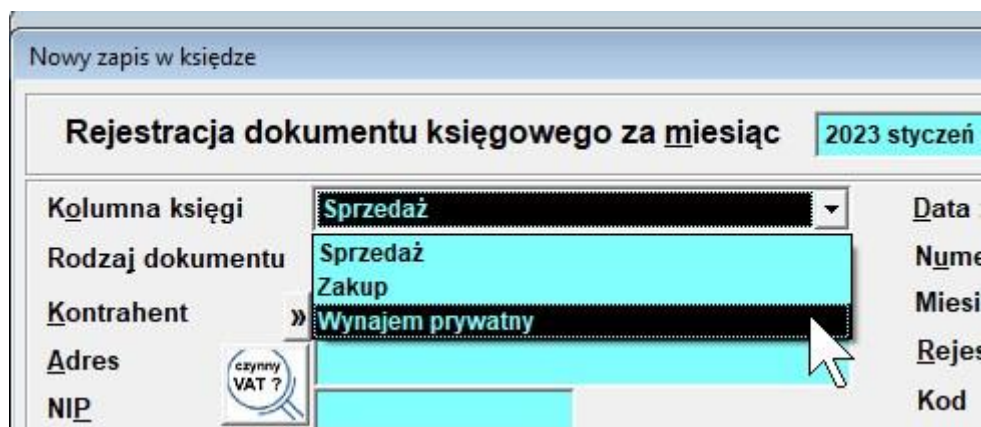 Nowy zapis w księdze
Rejestracja dokumentu księgowego za miesiąc 2023 styczeń
Kolumna księgi Sprzedaż Data
Rodzaj dokumentu Sprzedaż
Zakup
Kontrahent » Wynajem prywatny
Adres czynny VAT ?
NIP Kod